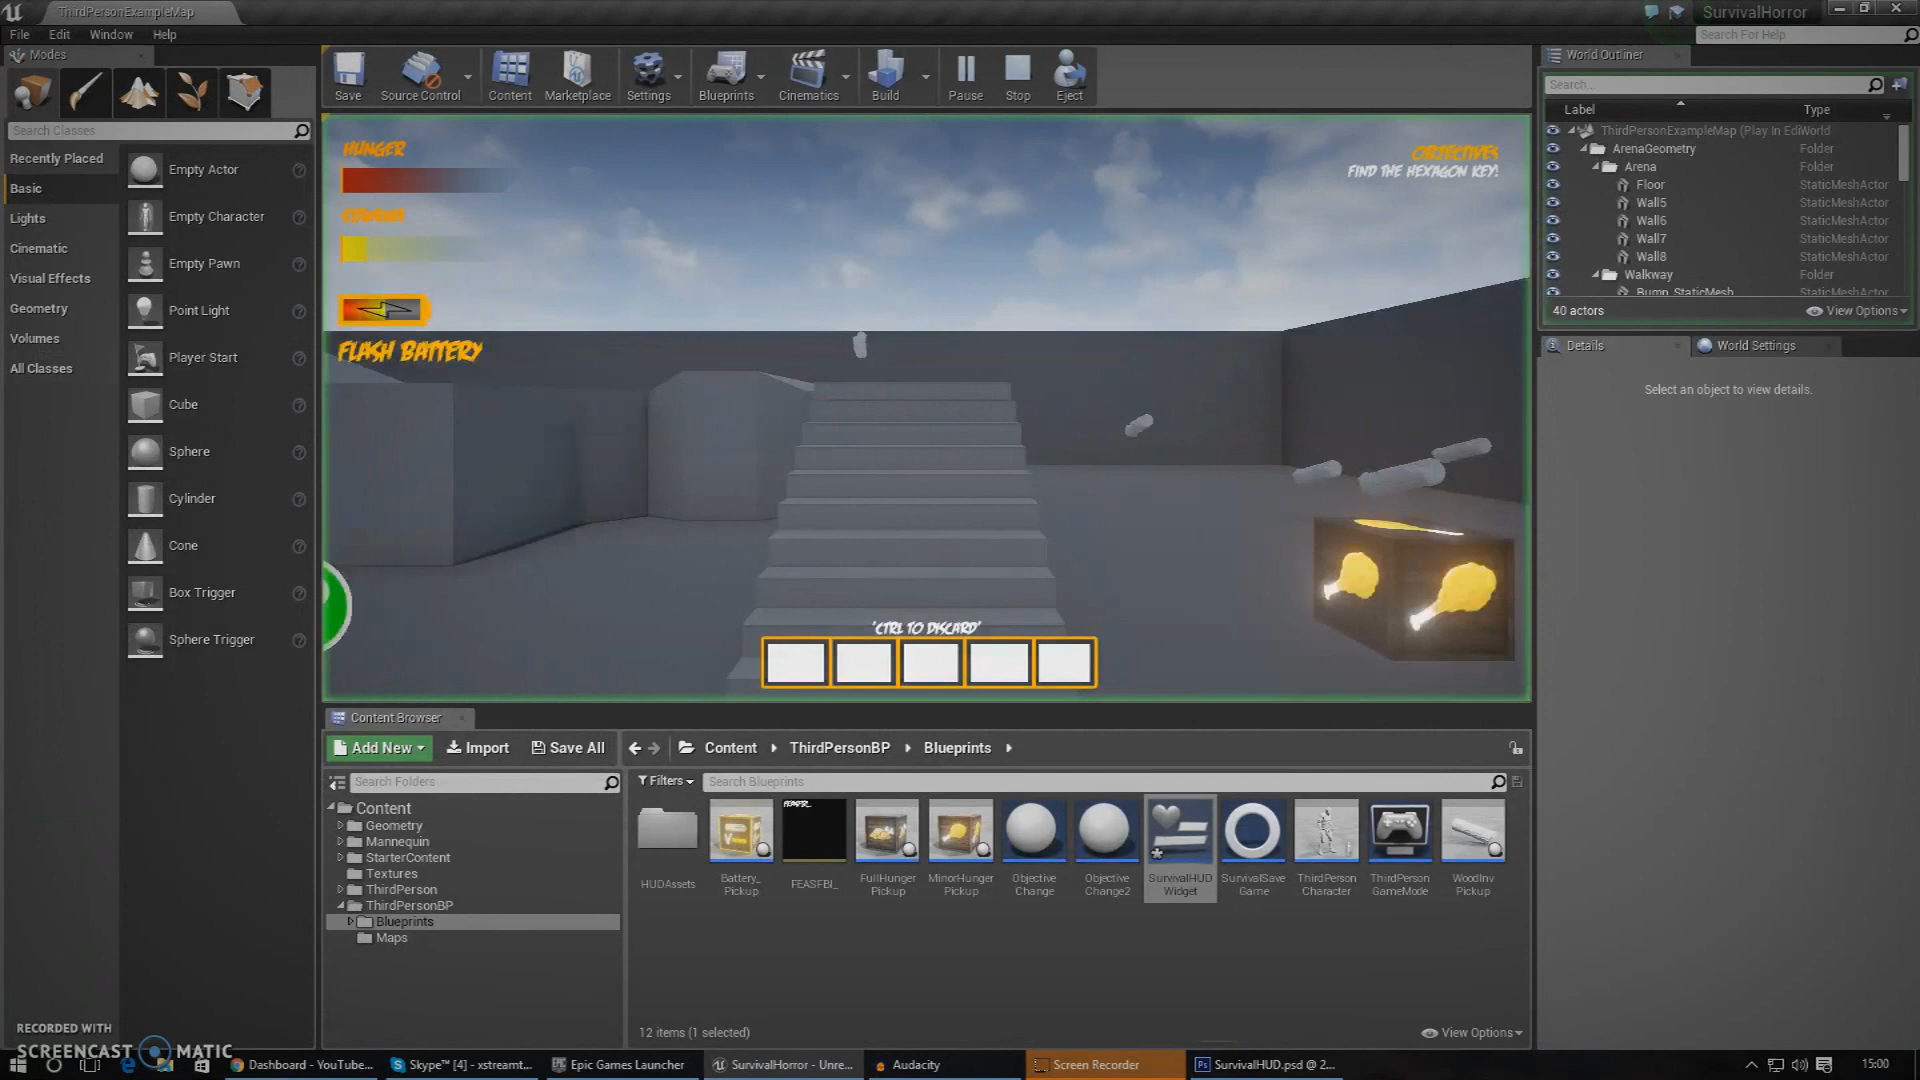 ThirdPersonExampleMap
SurvivalHorror
File Edit Window Help
Search For Help
Modes
Search Classes
Recently Placed
Basic
Lights
Cinematic
Visual Effects
Geometry
Volumes
All Classes
Empty Actor
Empty Character
Empty Pawn
Point Light
Player Start
Cube
Sphere
Cylinder
Cone
Box Trigger
Sphere Trigger
Save Source Control Content Marketplace Settings Blueprints Cinematics Build Pause Stop Eject
HUNGER
STAMINA
FLASH BATTERY
OBJECTIVES
FIND THE HEXAGON KEY!
'CTRL TO DISCARD'
World Outliner
Search...
Label Type
ThirdPersonExampleMap (Play In Edi World
ArenaGeometry Folder
Arena Folder
Floor StaticMeshActor
Wall5 StaticMeshActor
Wall6 StaticMeshActor
Wall7 StaticMeshActor
Wall8 StaticMeshActor
Walkway Folder
Bump_StaticMesh StaticMeshActor
40 actors View Options
Details World Settings
Select an object to view details.
Content Browser
Add New Import Save All Content ThirdPersonBP Blueprints
Search Folders
Filters Search Blueprints
Content
Geometry
Mannequin
StarterContent
Textures
ThirdPerson
ThirdPersonBP
Blueprints
Maps
HUDAssets
Battery_
Pickup
FEASFBI_
FullHunger
Pickup
MinorHunger
Pickup
Objective
Change
Objective
Change2
SurvivalHUD
Widget
SurvivalSave
Game
ThirdPerson
Character
ThirdPerson
GameMode
WoodInv
Pickup
12 items (1 selected) View Options
RECORDED WITH
SCREENCAST MATIC
Dashboard - YouTube... Skype™ [4] - xstreamt... Epic Games Launcher SurvivalHorror - Unre... Audacity Screen Recorder SurvivalHUD.psd @ 2... 15:00